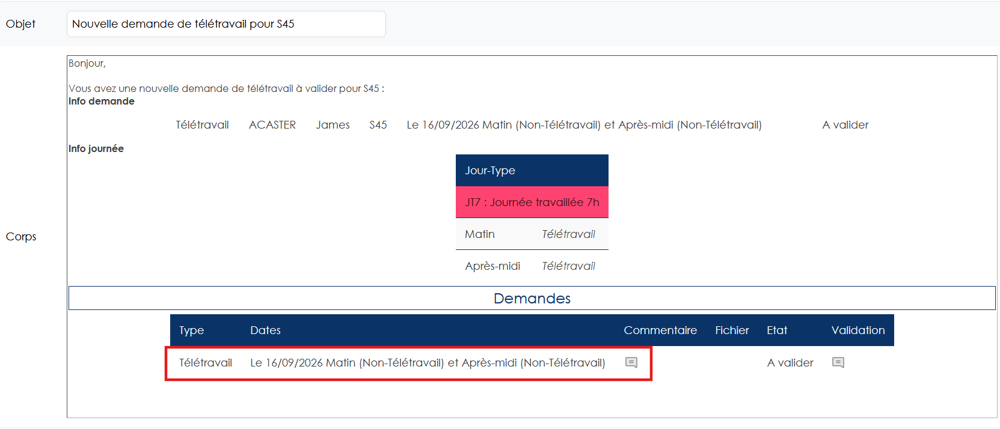 Objet
Nouvelle demande de télétravail pour S45
Corps
Bonjour,
Vous avez une nouvelle demande de télétravail à valider pour S45 :
Info demande
Télétravail ACASTER James S45 Le 16/09/2026 Matin (Non-Télétravail) et Après-midi (Non-Télétravail) A valider
Info journée
Jour-Type
JT7 : Journée travaillée 7h
Matin Télétravail
Après-midi Télétravail
Demandes
Type Dates Commentaire Fichier Etat Validation
Télétravail Le 16/09/2026 Matin (Non-Télétravail) et Après-midi (Non-Télétravail) A valider